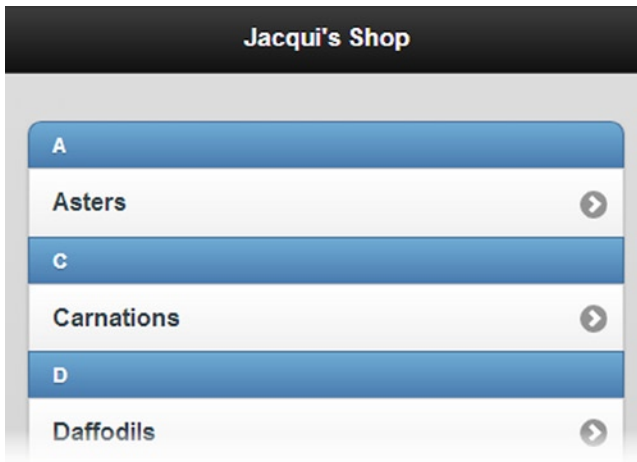 Jacqui's Shop
A
Asters
C
Carnations
D
Daffodils